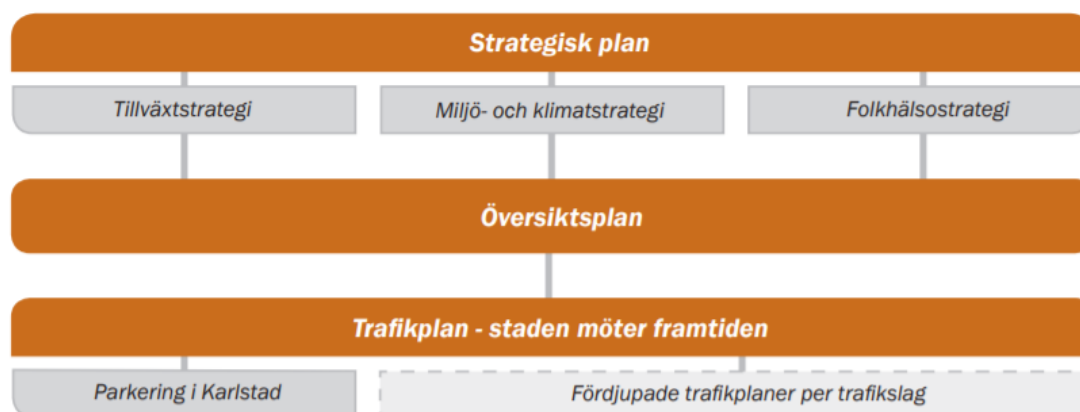 Strategisk plan
Tillväxtstrategi
Miljö- och klimatstrategi
Folkhälsostrategi
Översiktsplan
Trafikplan - staden möter framtiden
Parkering i Karlstad
Fördjupade trafikplaner per trafikslag